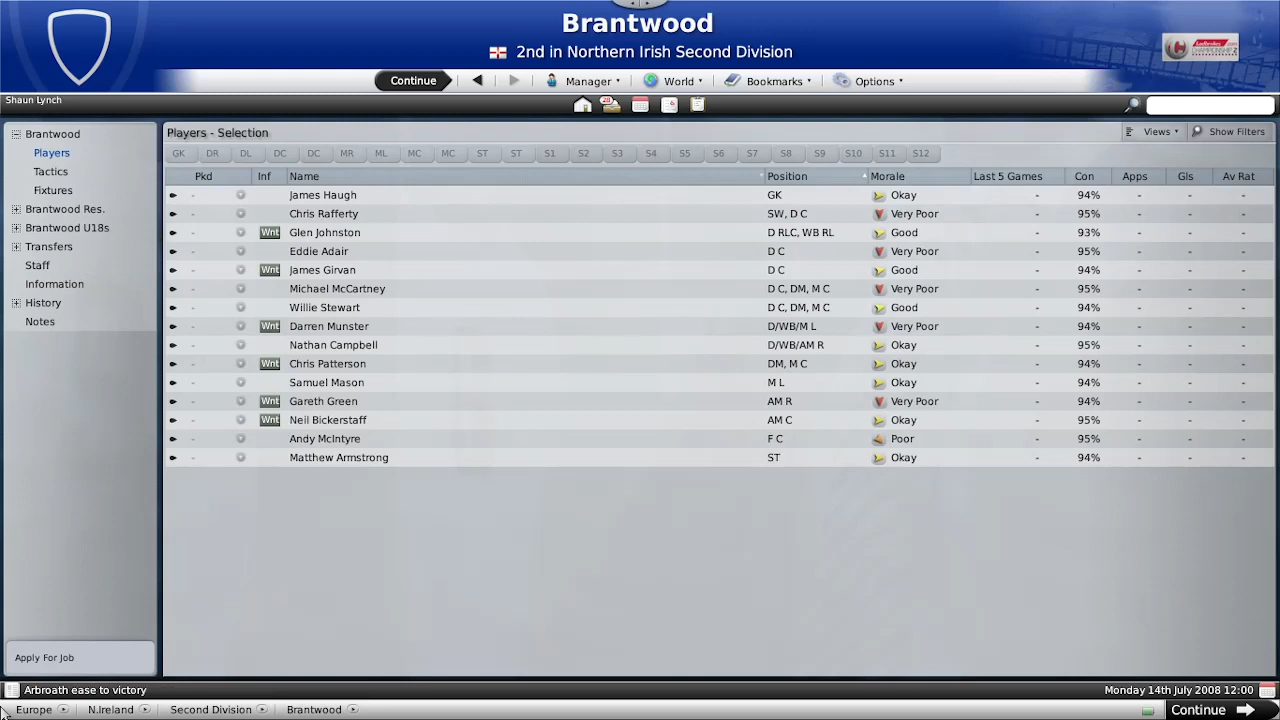 Brantwood
2nd in Northern Irish Second Division
Continue Manager World Bookmarks Options
Shaun Lynch
Brantwood
Players
Tactics
Fixtures
Brantwood Res.
Brantwood U18s
Transfers
Staff
Information
History
Notes
Apply For Job
Players - Selection Views Show Filters
GK DR DL DC DC MR ML MC MC ST ST S1 S2 S3 S4 S5 S6 S7 S8 S9 S10 S11 S12
Pkd Inf Name Position Morale Last 5 Games Con Apps Gls Av Rat
- James Haugh GK Okay - 94% - - -
- Chris Rafferty SW, D C Very Poor - 95% - - -
- Wnt Glen Johnston D RLC, WB RL Good - 93% - - -
- Eddie Adair D C Very Poor - 95% - - -
- Wnt James Girvan D C Good - 94% - - -
- Michael McCartney D C, DM, M C Very Poor - 95% - - -
- Willie Stewart D C, DM, M C Good - 94% - - -
- Wnt Darren Munster D/WB/M L Very Poor - 94% - - -
- Nathan Campbell D/WB/AM R Okay - 95% - - -
- Wnt Chris Patterson DM, M C Okay - 94% - - -
- Samuel Mason M L Okay - 94% - - -
- Wnt Gareth Green AM R Very Poor - 94% - - -
- Wnt Neil Bickerstaff AM C Okay - 95% - - -
- Andy McIntyre F C Poor - 95% - - -
- Matthew Armstrong ST Okay - 94% - - -
Arbroath ease to victory Monday 14th July 2008 12:00
Europe N.Ireland Second Division Brantwood Continue